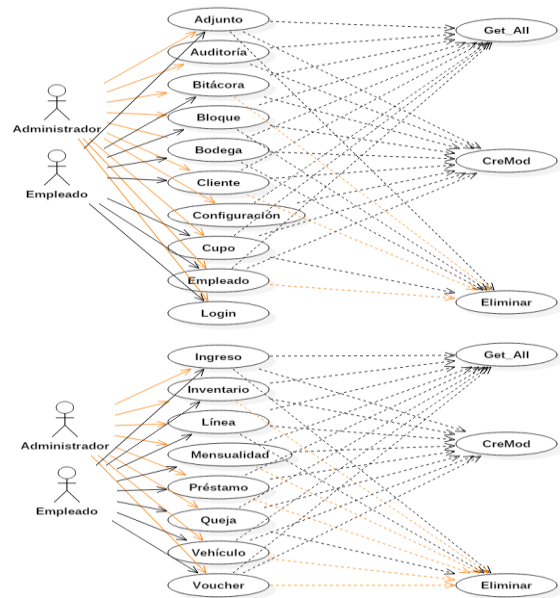 Adjunto
Get_All
Auditoría
Bitácora
Administrador
Bloque
Bodega
CreMod
Empleado
Cliente
Configuración
Cupo
Empleado
Eliminar
Login
Ingreso
Get_All
Inventario
Línea
Administrador
CreMod
Mensualidad
Préstamo
Empleado
Queja
Vehículo
Voucher
Eliminar